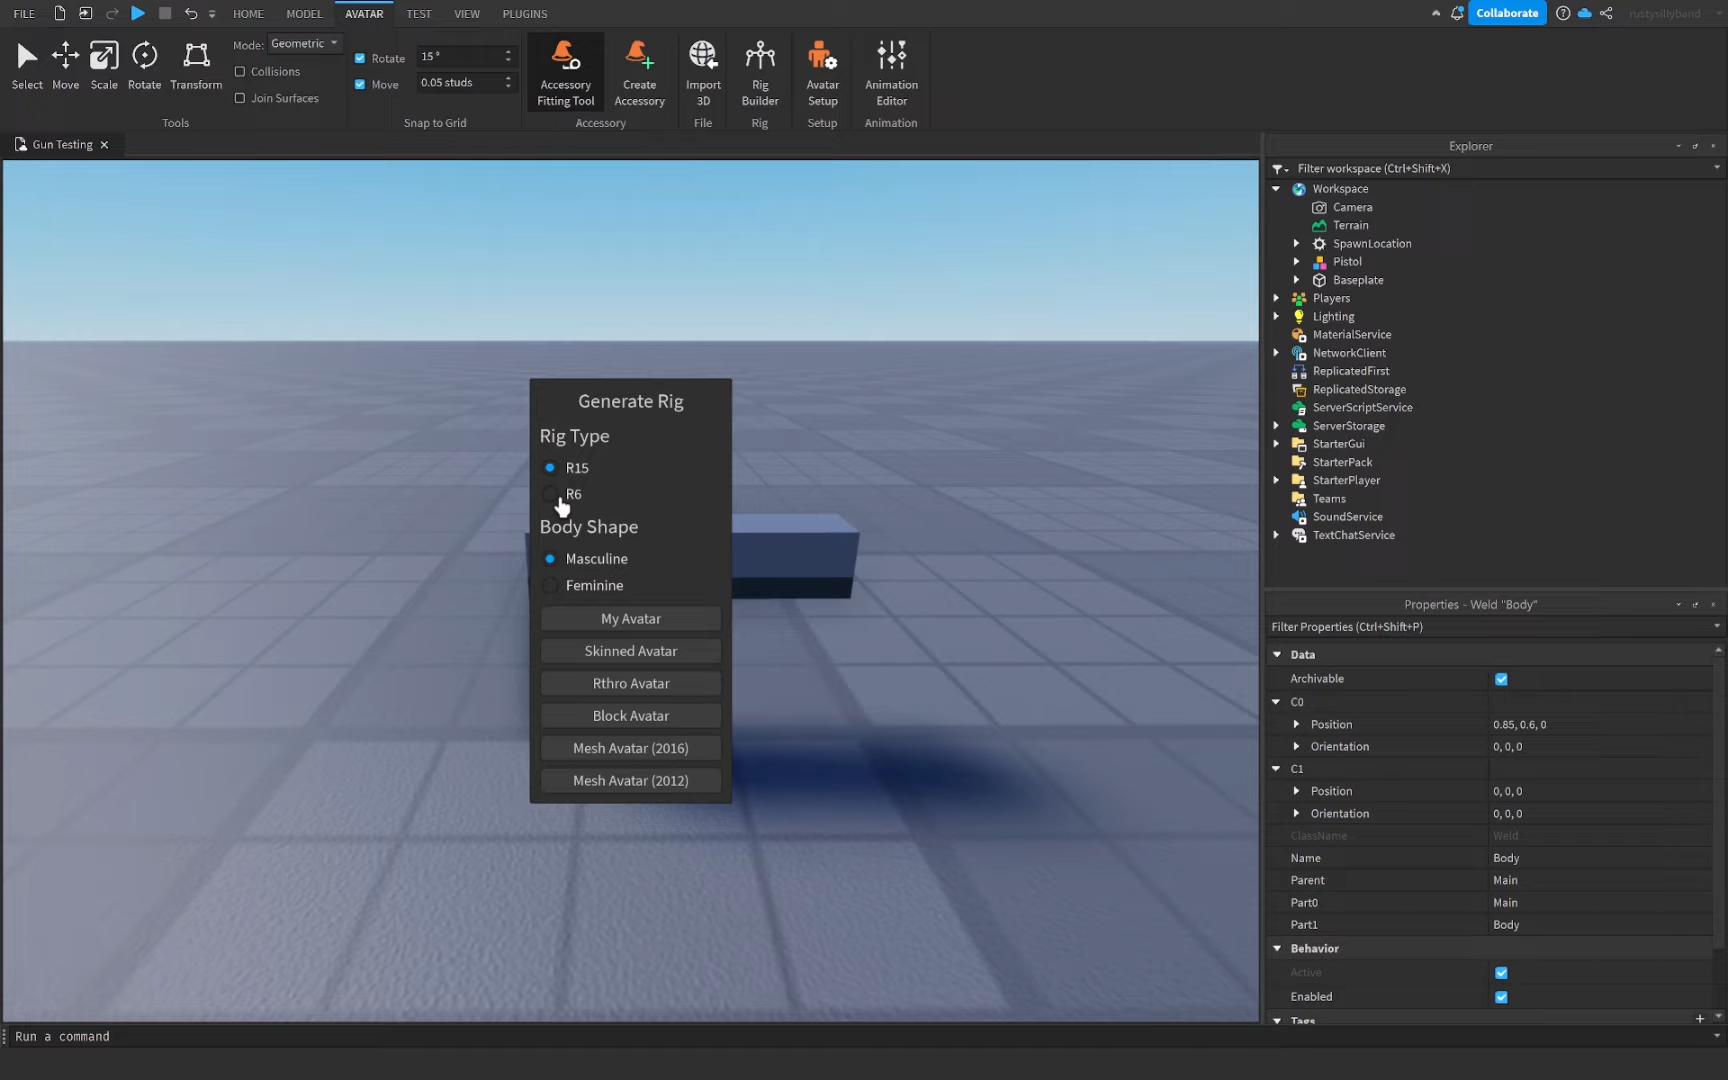 FILE HOME MODEL AVATAR TEST VIEW PLUGINS Collaborate rustysillyband
Select Move Scale Rotate Transform
Mode: Geometric
Collisions
Join Surfaces
Tools
Rotate 15°
Move 0.05 studs
Snap to Grid
Accessory Fitting Tool
Create Accessory
Accessory
Import 3D
File
Rig Builder
Rig
Avatar Setup
Setup
Animation Editor
Animation
Gun Testing
Generate Rig
Rig Type
R15
R6
Body Shape
Masculine
Feminine
My Avatar
Skinned Avatar
Rthro Avatar
Block Avatar
Mesh Avatar (2016)
Mesh Avatar (2012)
Explorer
Filter workspace (Ctrl+Shift+X)
Workspace
Camera
Terrain
SpawnLocation
Pistol
Baseplate
Players
Lighting
MaterialService
NetworkClient
ReplicatedFirst
ReplicatedStorage
ServerScriptService
ServerStorage
StarterGui
StarterPack
StarterPlayer
Teams
SoundService
TextChatService
Properties - Weld "Body"
Filter Properties (Ctrl+Shift+P)
Data
Archivable
C0
Position 0.85, 0.6, 0
Orientation 0, 0, 0
C1
Position 0, 0, 0
Orientation 0, 0, 0
ClassName Weld
Name Body
Parent Main
Part0 Main
Part1 Body
Behavior
Active
Enabled
Tags
Run a command